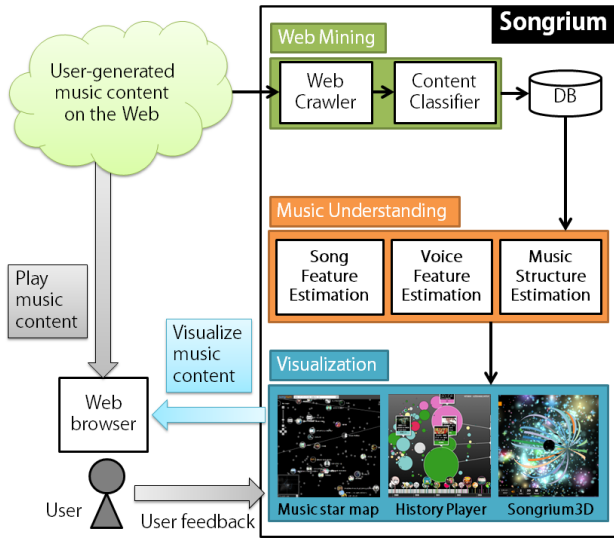 Songrium
Web Mining
User-generated
music content
on the Web
Web
Crawler
Content
Classifier
DB
Music Understanding
Song
Feature
Estimation
Voice
Feature
Estimation
Music
Structure
Estimation
Play
music
content
Visualize
music
content
Visualization
Web
browser
Music star map
History Player
Songrium3D
User
User feedback